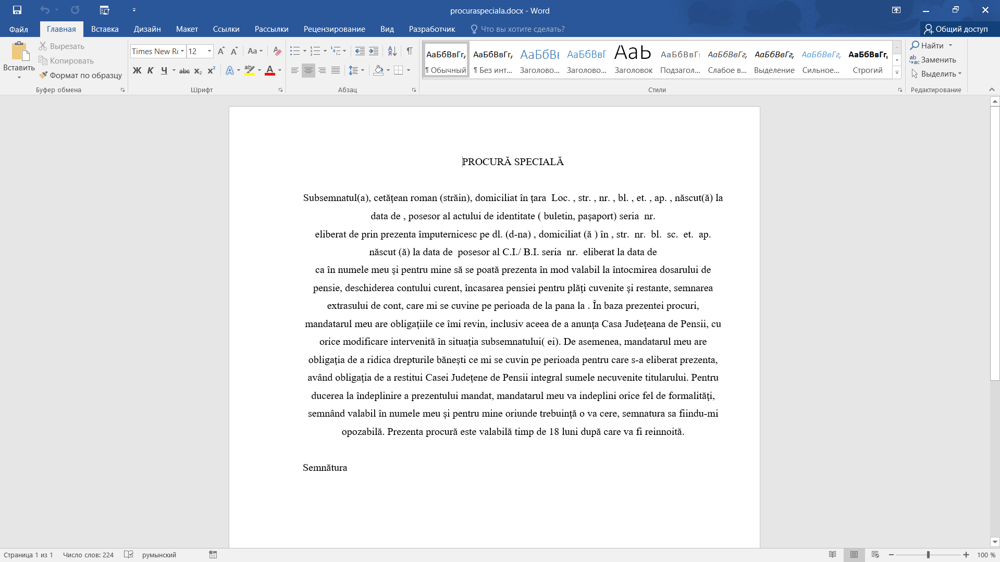 procuraspeciala.docx - Word
Файл Главная Вставка Дизайн Макет Ссылки Рассылки Рецензирование Вид Разработчик Что вы хотите сделать? Общий доступ
Вставить
Вырезать
Копировать
Формат по образцу
Буфер обмена
Times New Rc 12
Aa
Ж К Ч abc x₂ x²
A A
Шрифт
Абзац
АаБбВвГг, АаБбВвГг, АаБбВв АаБбВвГ Aab АаБбВвГг АаБбВвГг, АаБбВвГг, АаБбВвГг, АаБбВвГг,
¶ Обычный ¶ Без инт... Заголово... Заголово... Заголовок Подзагол... Слабое в... Выделение Сильное... Строгий
Стили
Найти
Заменить
Выделить
Редактирование
PROCURĂ SPECIALĂ
Subsemnatul(a), cetăţean roman (străin), domiciliat în ţara  Loc. , str. , nr. , bl. , et. , ap. , născut(ă) la
data de , posesor al actului de identitate ( buletin, paşaport) seria  nr.
eliberat de prin prezenta împuternicesc pe dl. (d-na) , domiciliat (ă ) în , str.  nr.  bl.  sc.  et.  ap.
născut (ă) la data de  posesor al C.I./ B.I. seria  nr.  eliberat la data de
ca în numele meu şi pentru mine să se poată prezenta în mod valabil la întocmirea dosarului de
pensie, deschiderea contului curent, încasarea pensiei pentru plăţi cuvenite şi restante, semnarea
extrasului de cont, care mi se cuvine pe perioada de la pana la . În baza prezentei procuri,
mandatarul meu are obligaţiile ce îmi revin, inclusiv aceea de a anunţa Casa Judeţeana de Pensii, cu
orice modificare intervenită în situaţia subsemnatului( ei). De asemenea, mandatarul meu are
obligaţia de a ridica drepturile băneşti ce mi se cuvin pe perioada pentru care s-a eliberat prezenta,
având obligaţia de a restitui Casei Judeţene de Pensii integral sumele necuvenite titularului. Pentru
ducerea la îndeplinire a prezentului mandat, mandatarul meu va indeplini orice fel de formalităţi,
semnând valabil în numele meu şi pentru mine oriunde trebuinţă o va cere, semnatura sa fiindu-mi
opozabilă. Prezenta procură este valabilă timp de 18 luni după care va fi reinnoită.
Semnătura
Страница 1 из 1 Число слов: 224 румынский 100 %